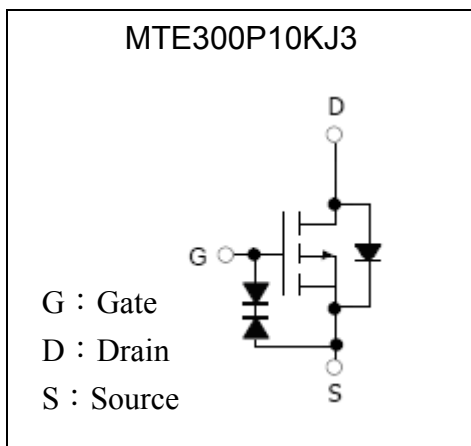 MTE300P10KJ3
D
G
G：Gate
D：Drain
S：Source
S